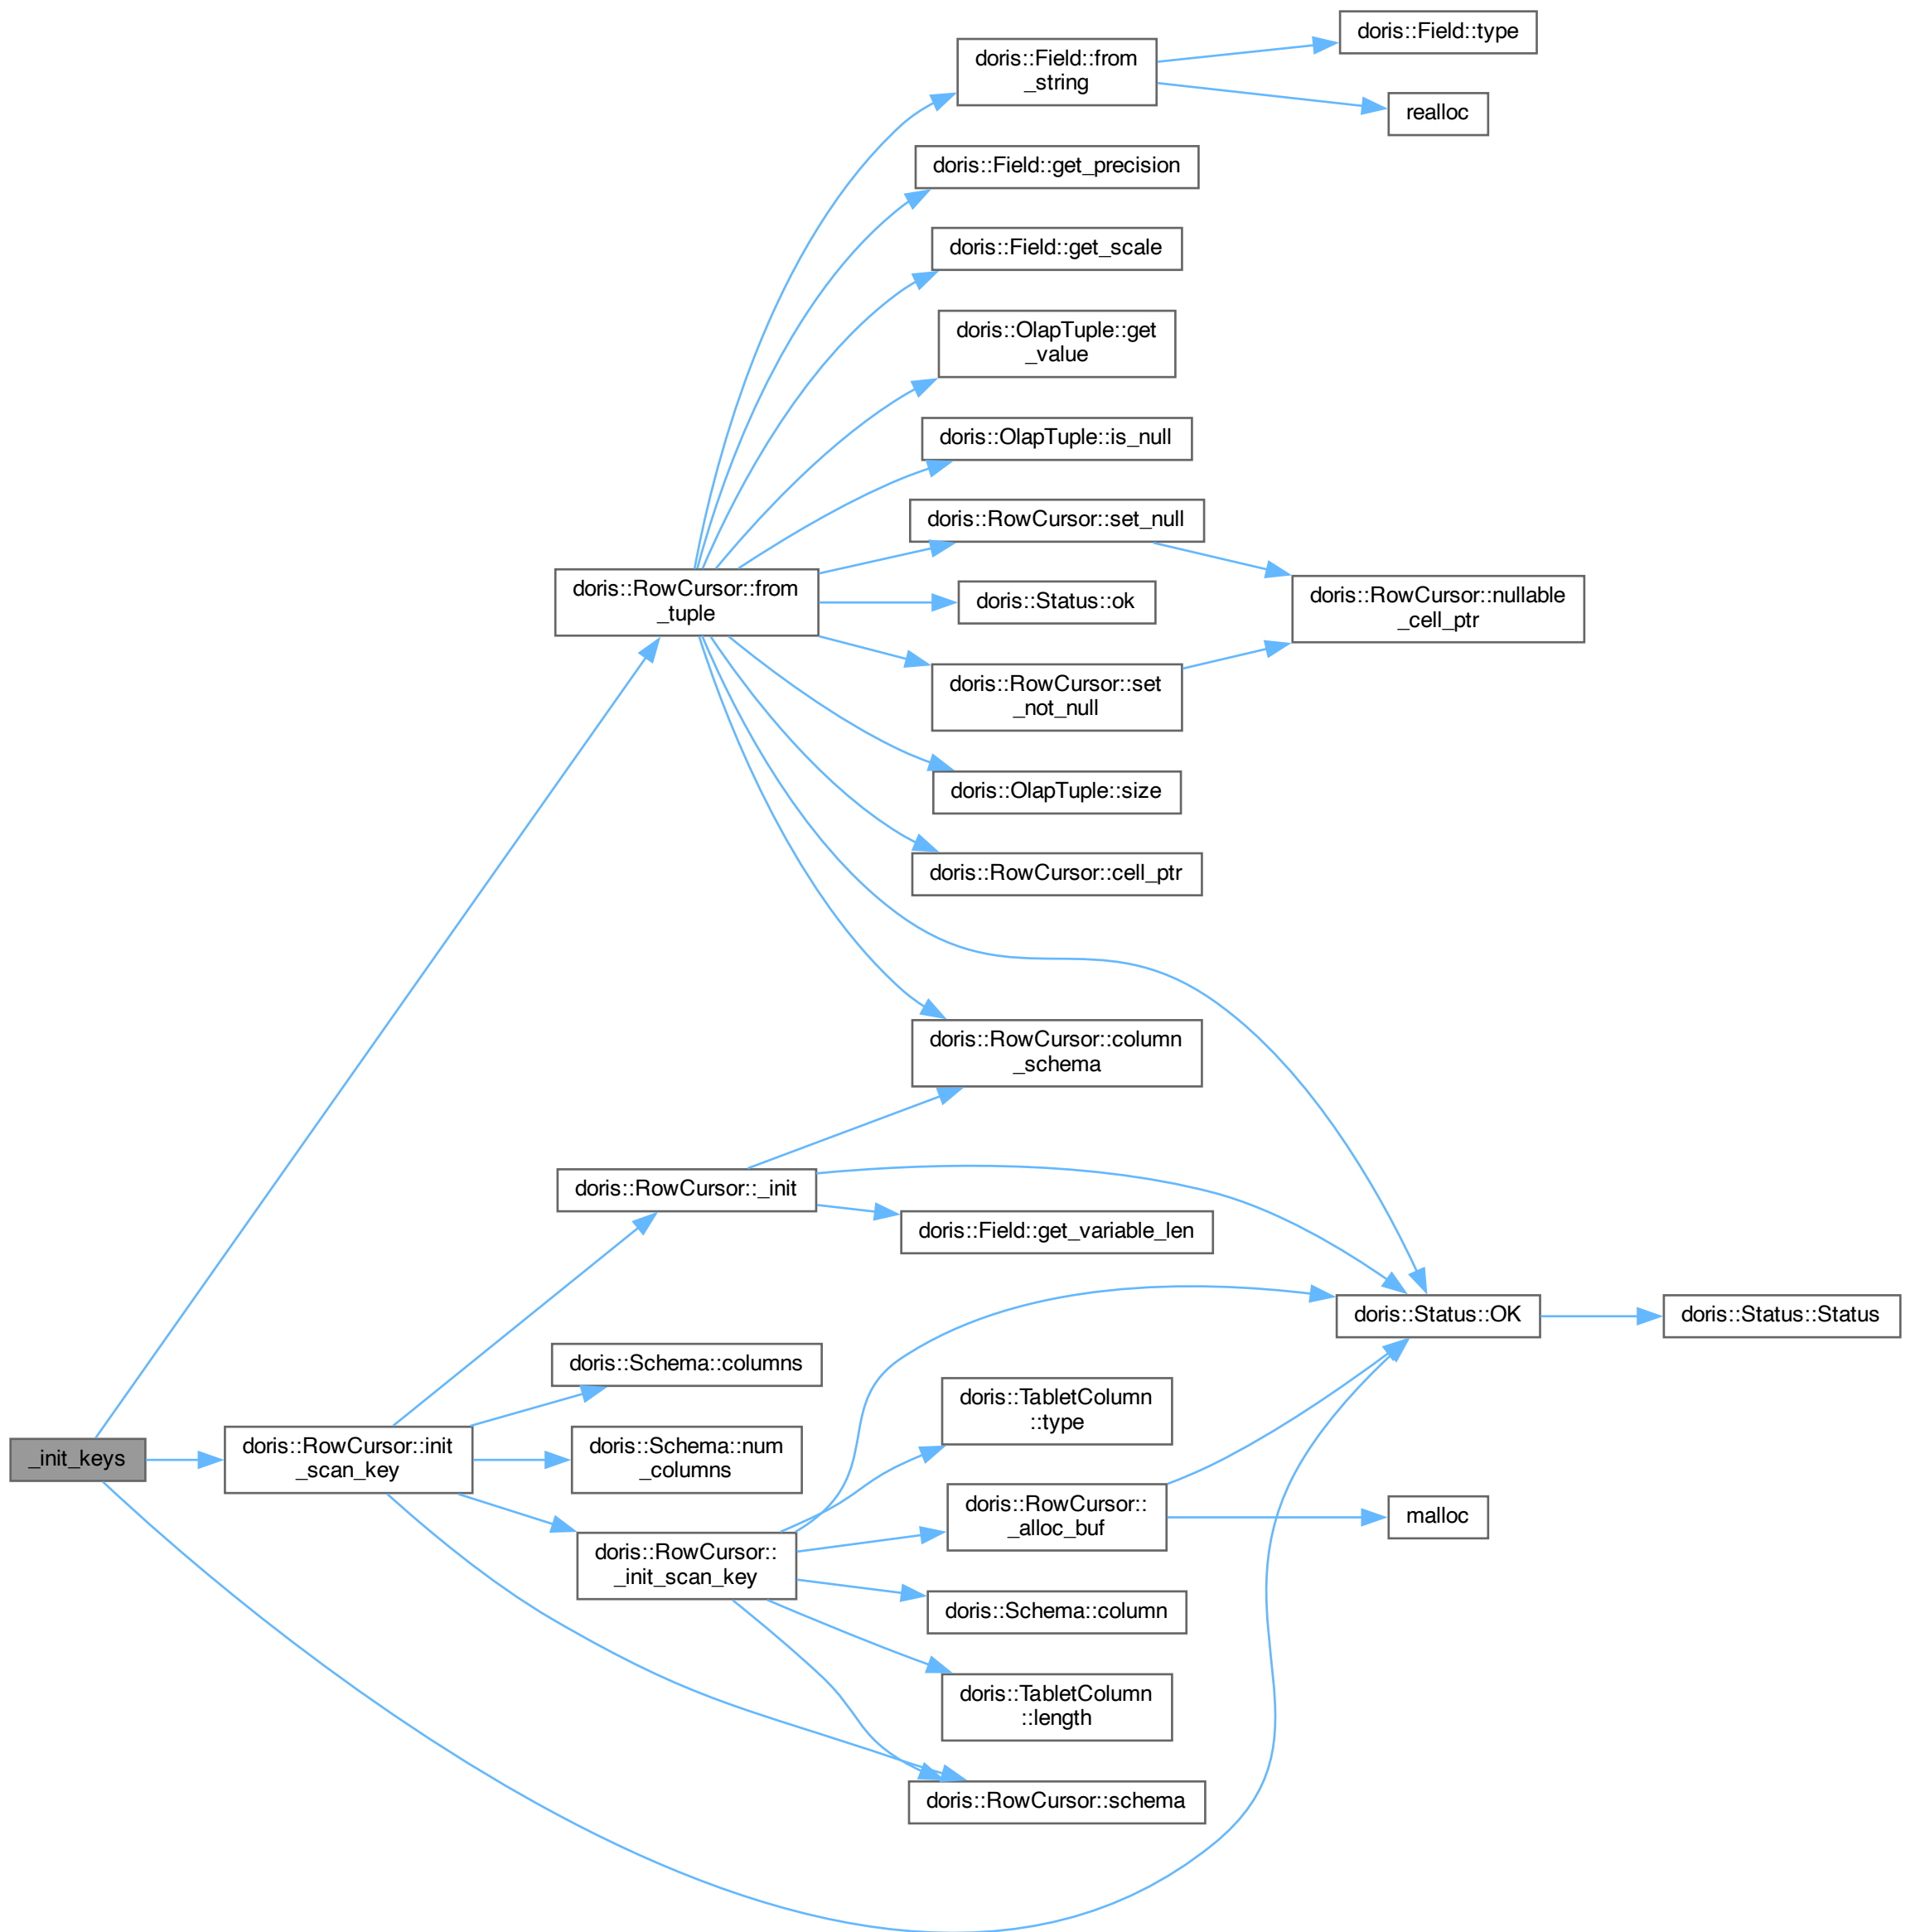 doris::Field::type
doris::Field::from
_string
realloc
doris::Field::get_precision
doris::Field::get_scale
doris::OlapTuple::get
_value
doris::OlapTuple::is_null
doris::RowCursor::set_null
doris::RowCursor::from
_tuple
doris::Status::ok
doris::RowCursor::nullable
_cell_ptr
doris::RowCursor::set
_not_null
doris::OlapTuple::size
doris::RowCursor::cell_ptr
doris::RowCursor::column
_schema
doris::RowCursor::_init
doris::Field::get_variable_len
doris::Status::OK
doris::Status::Status
doris::Schema::columns
doris::TabletColumn
::type
_init_keys
doris::RowCursor::init
_scan_key
doris::Schema::num
_columns
doris::RowCursor::
_alloc_buf
malloc
doris::RowCursor::
_init_scan_key
doris::Schema::column
doris::TabletColumn
::length
doris::RowCursor::schema